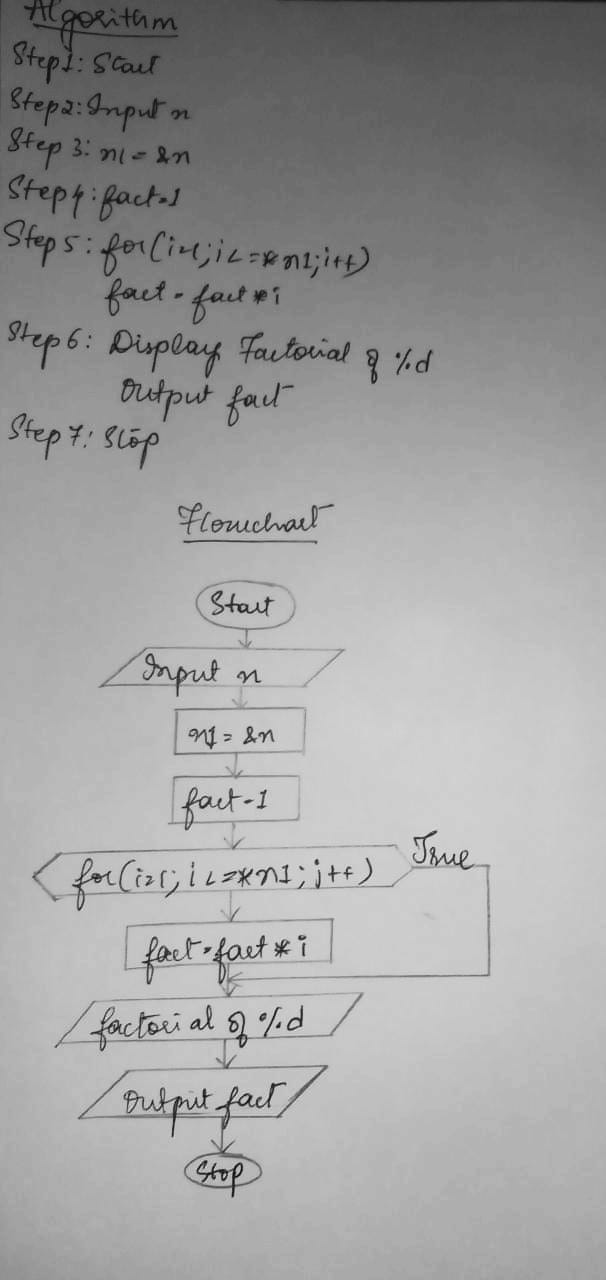 Algorithm
Step1: Start
Step2: Input n
Step 3: n1 = &n
Step4: fact=1
Step5: for(i=1;i<=*n1;i++)
fact = fact*i
Step6: Display Factorial of %d
Output fact
Step7: Stop
Flowchart
Start
Input n
n1 = &n
fact=1
for(i=1; i<=*n1; i++)
True
fact=fact*i
factorial of %d
Output fact
Stop